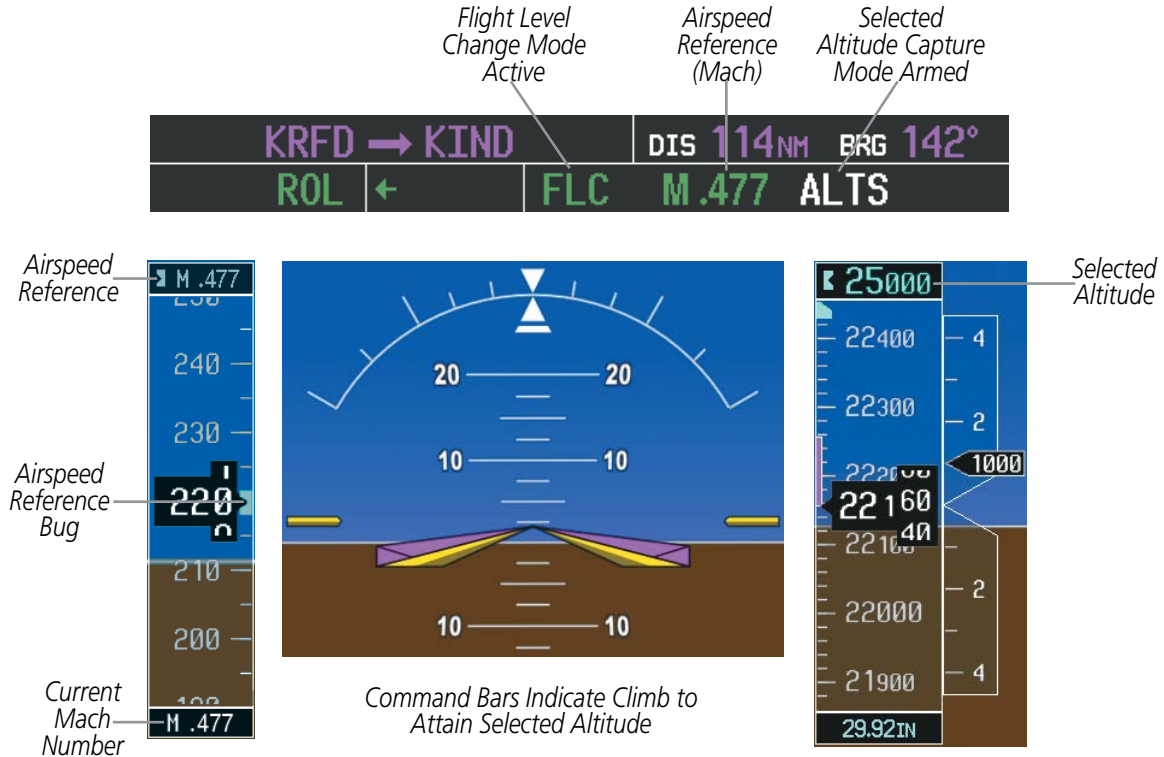 Flight Level
Change Mode
Active
Airspeed
Reference
(Mach)
Selected
Altitude Capture
Mode Armed
KRFD → KIND
DIS 114NM BRG 142°
ROL ←
FLC M .477 ALTS
Airspeed
Reference
M .477
240
230
220
210
200
Airspeed
Reference
Bug
Current
Mach
Number
M .477
20 20
10 10
10 10
Command Bars Indicate Climb to
Attain Selected Altitude
25000
Selected
Altitude
22400
22300
22160
40
22100
22000
21900
29.92IN
4
2
1000
2
4